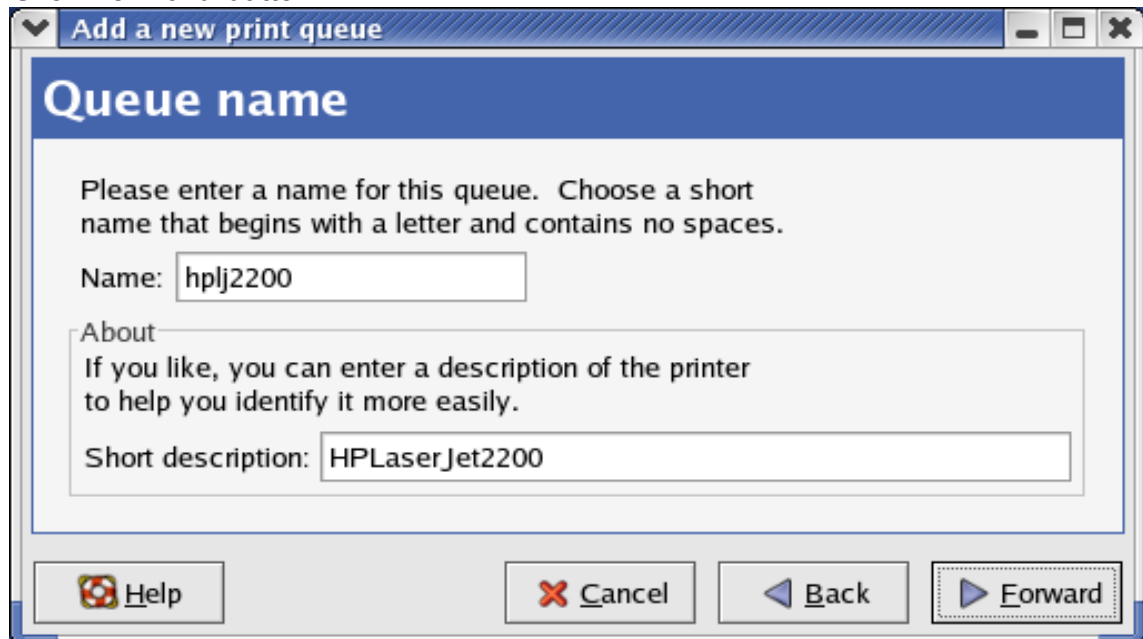 Add a new print queue
Queue name
Please enter a name for this queue. Choose a short
name that begins with a letter and contains no spaces.
Name: hplj2200
About
If you like, you can enter a description of the printer
to help you identify it more easily.
Short description: HPLaserJet2200
Help Cancel Back Forward